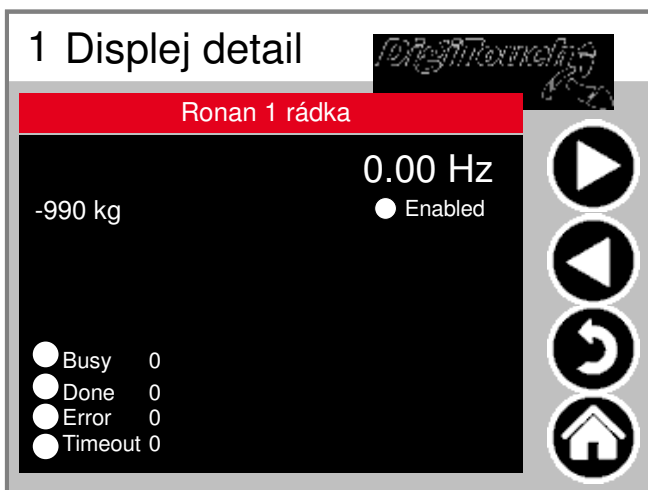 1 Displej detail
DigiTouch
Ronan 1 rádka
0.00 Hz
-990 kg
Enabled
Busy 0
Done 0
Error 0
Timeout 0